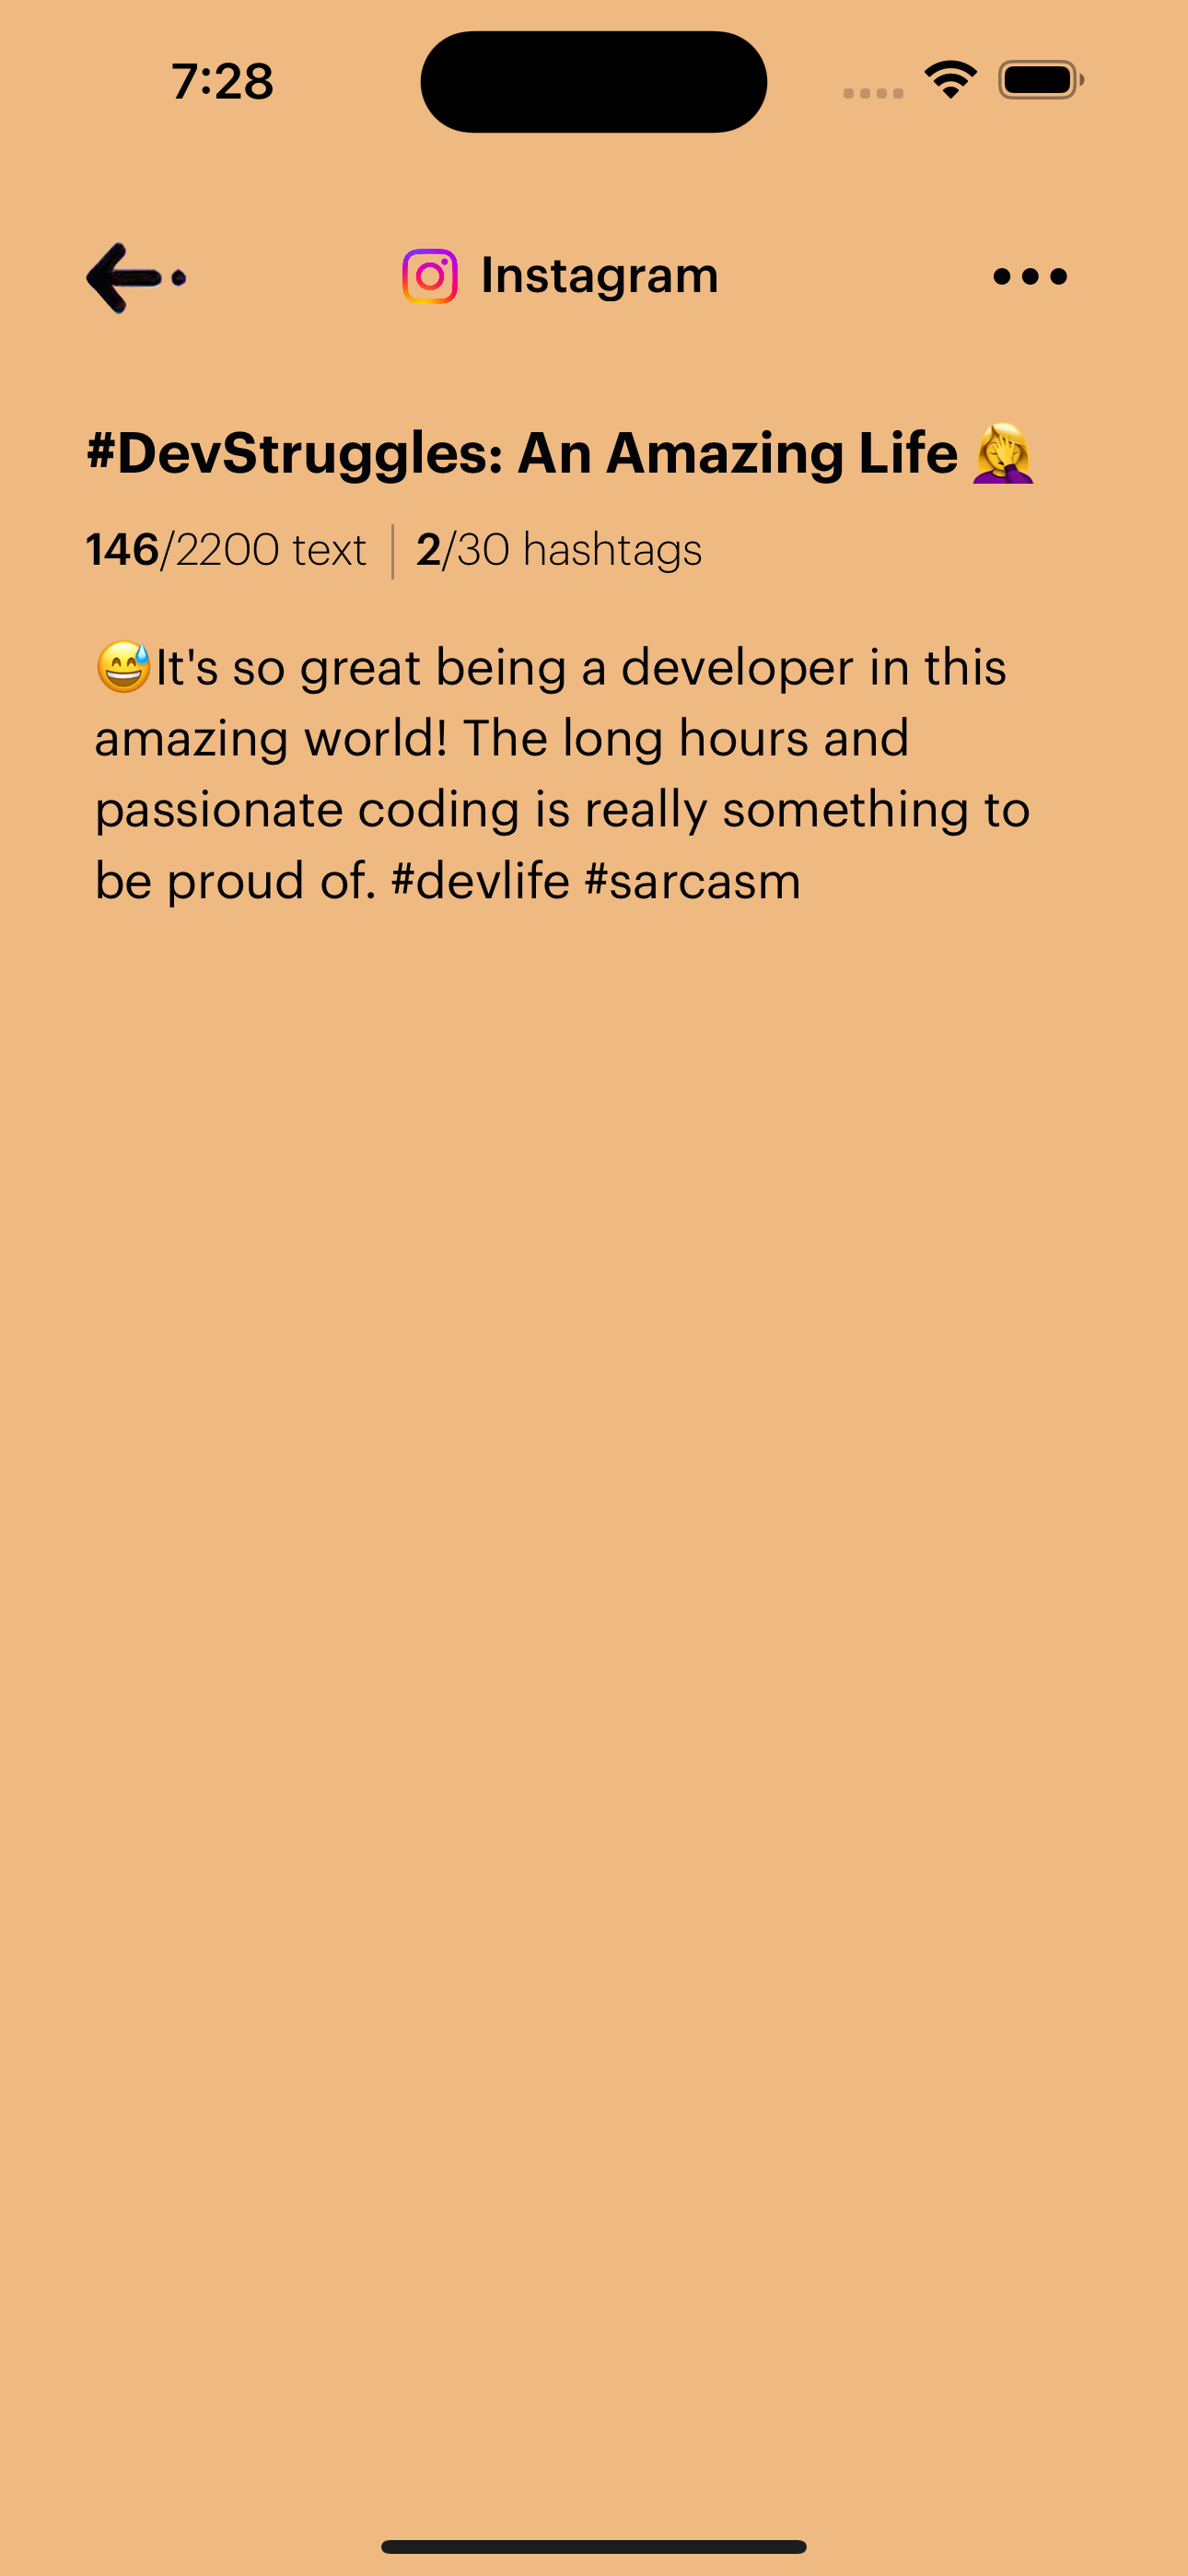 7:28
Instagram
#DevStruggles: An Amazing Life 🤦‍♀️
146/2200 text | 2/30 hashtags
😅It's so great being a developer in this
amazing world! The long hours and
passionate coding is really something to
be proud of. #devlife #sarcasm